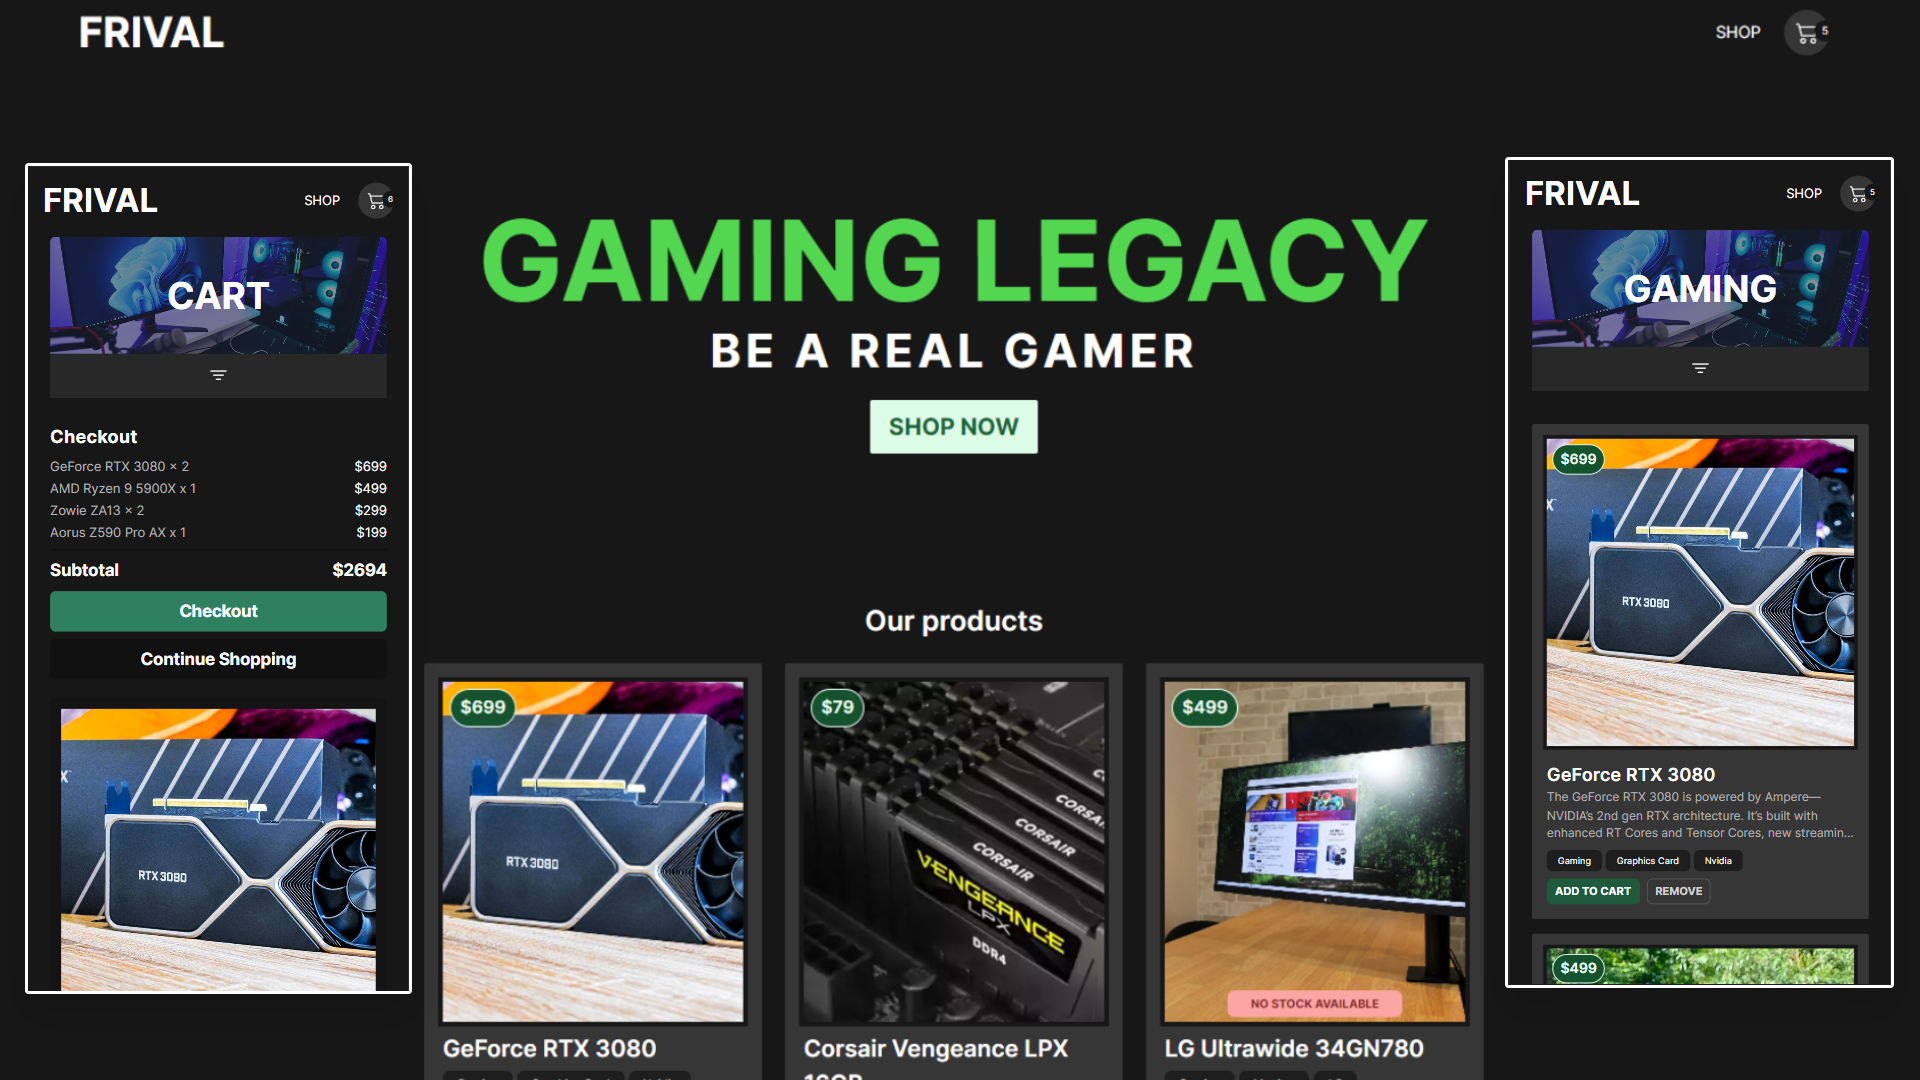 FRIVAL
SHOP
5
FRIVAL
SHOP
6
CART
Checkout
GeForce RTX 3080 × 2 $699
AMD Ryzen 9 5900X x 1 $499
Zowie ZA13 × 2 $299
Aorus Z590 Pro AX x 1 $199
Subtotal $2694
Checkout
Continue Shopping
RTX 3080
GAMING LEGACY
BE A REAL GAMER
SHOP NOW
Our products
$699
RTX 3080
GeForce RTX 3080
$79
CORSAIR
CORSAIR
CORSAIR
VENGEANCE
LPX
DDR4
Corsair Vengeance LPX
16GB
$499
NO STOCK AVAILABLE
LG Ultrawide 34GN780
FRIVAL
SHOP
5
GAMING
$699
RTX 3080
GeForce RTX 3080
The GeForce RTX 3080 is powered by Ampere—
NVIDIA's 2nd gen RTX architecture. It's built with
enhanced RT Cores and Tensor Cores, new streamin...
Gaming Graphics Card Nvidia
ADD TO CART REMOVE
$499